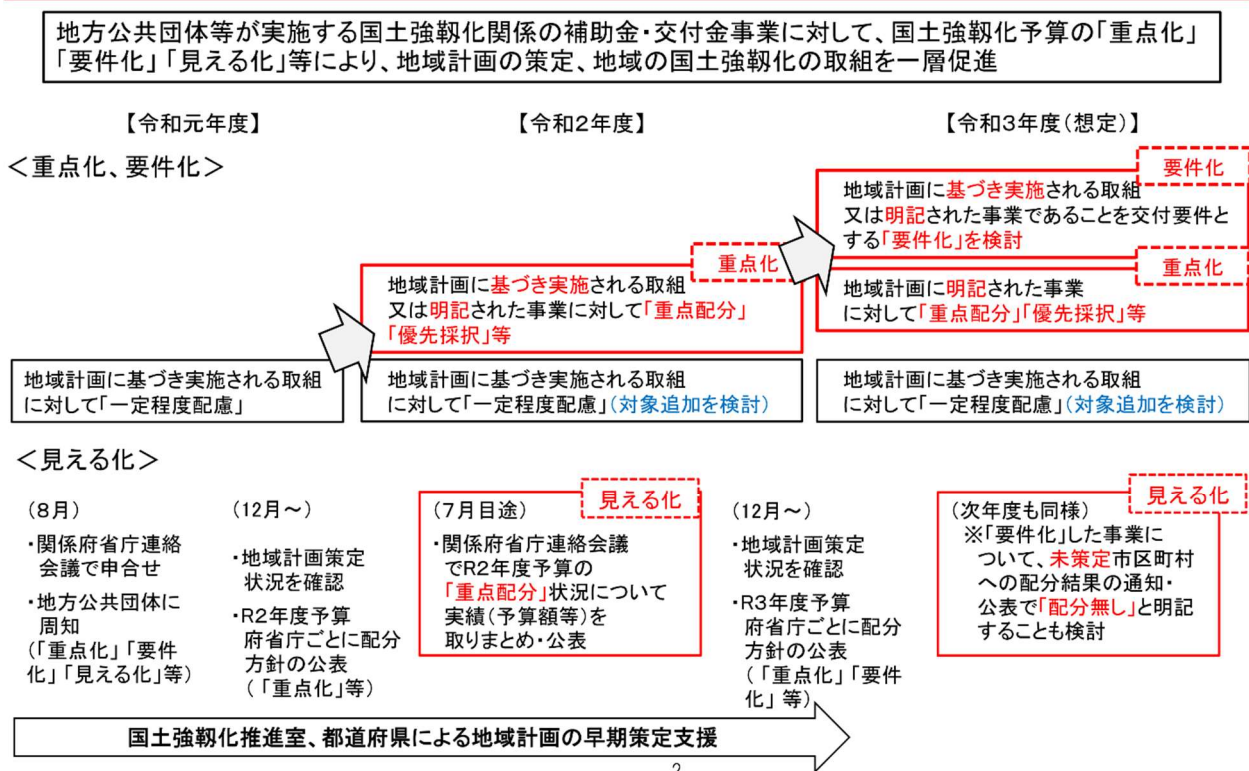 地方公共団体等が実施する国土強靱化関係の補助金・交付金事業に対して、国土強靱化予算の「重点化」
「要件化」「見える化」等により、地域計画の策定、地域の国土強靱化の取組を一層促進
【令和元年度】
【令和2年度】
【令和3年度(想定)】
＜重点化、要件化＞
要件化
地域計画に基づき実施される取組
又は明記された事業であることを交付要件と
する「要件化」を検討
重点化
地域計画に基づき実施される取組
又は明記された事業に対して「重点配分」
「優先採択」等
重点化
地域計画に明記された事業
に対して「重点配分」「優先採択」等
地域計画に基づき実施される取組
に対して「一定程度配慮」
地域計画に基づき実施される取組
に対して「一定程度配慮」(対象追加を検討)
地域計画に基づき実施される取組
に対して「一定程度配慮」(対象追加を検討)
＜見える化＞
(8月)
・関係府省庁連絡
会議で申合せ
・地方公共団体に
周知
(「重点化」「要件
化」「見える化」等)
(12月～)
・地域計画策定
状況を確認
・R2年度予算
府省庁ごとに配分
方針の公表
(「重点化」等)
見える化
(7月目途)
・関係府省庁連絡会議
でR2年度予算の
「重点配分」状況について
実績(予算額等)を
取りまとめ・公表
(12月～)
・地域計画策定
状況を確認
・R3年度予算
府省庁ごとに配分
方針の公表
(「重点化」「要件
化」等)
見える化
(次年度も同様)
※「要件化」した事業に
ついて、未策定市区町村
への配分結果の通知・
公表で「配分無し」と明記
することも検討
国土強靱化推進室、都道府県による地域計画の早期策定支援
2